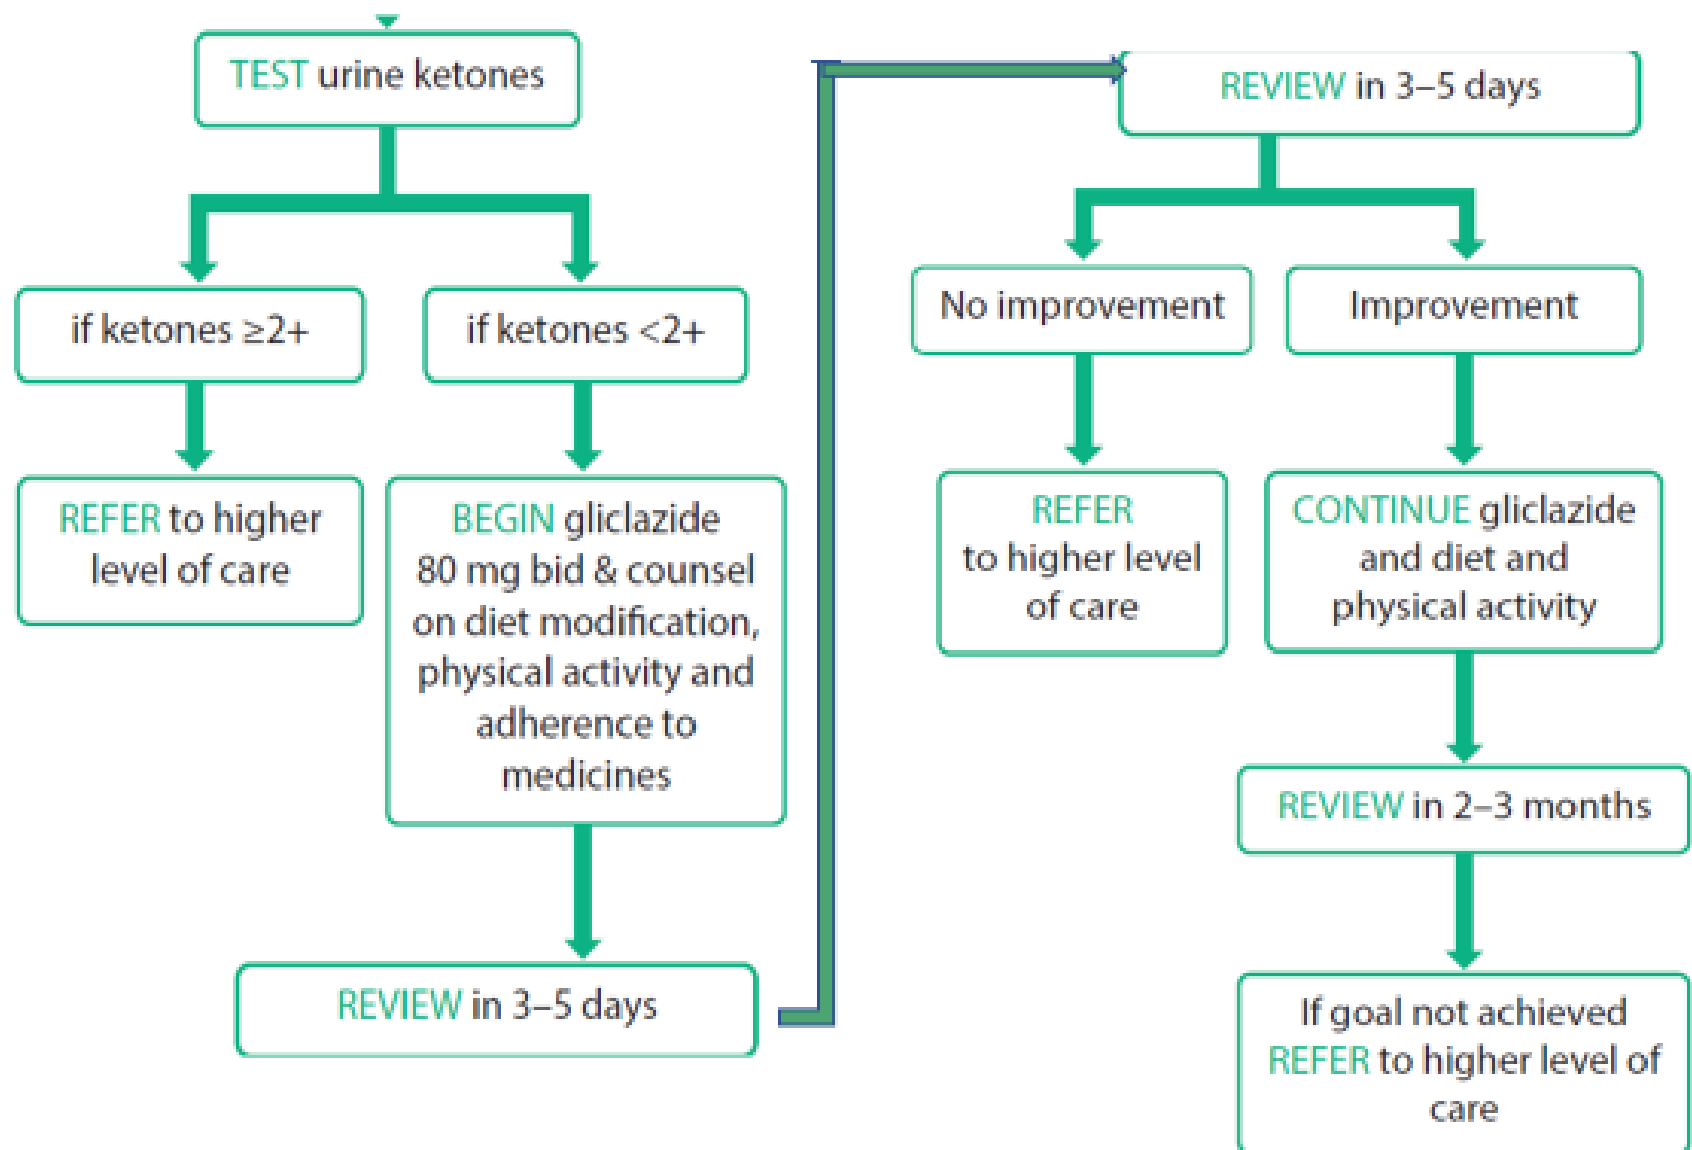 TEST urine ketones
if ketones ≥2+
if ketones <2+
REFER to higher
level of care
BEGIN gliclazide
80 mg bid & counsel
on diet modification,
physical activity and
adherence to
medicines
REVIEW in 3–5 days
REVIEW in 3–5 days
No improvement
Improvement
REFER
to higher level
of care
CONTINUE gliclazide
and diet and
physical activity
REVIEW in 2–3 months
If goal not achieved
REFER to higher level of
care